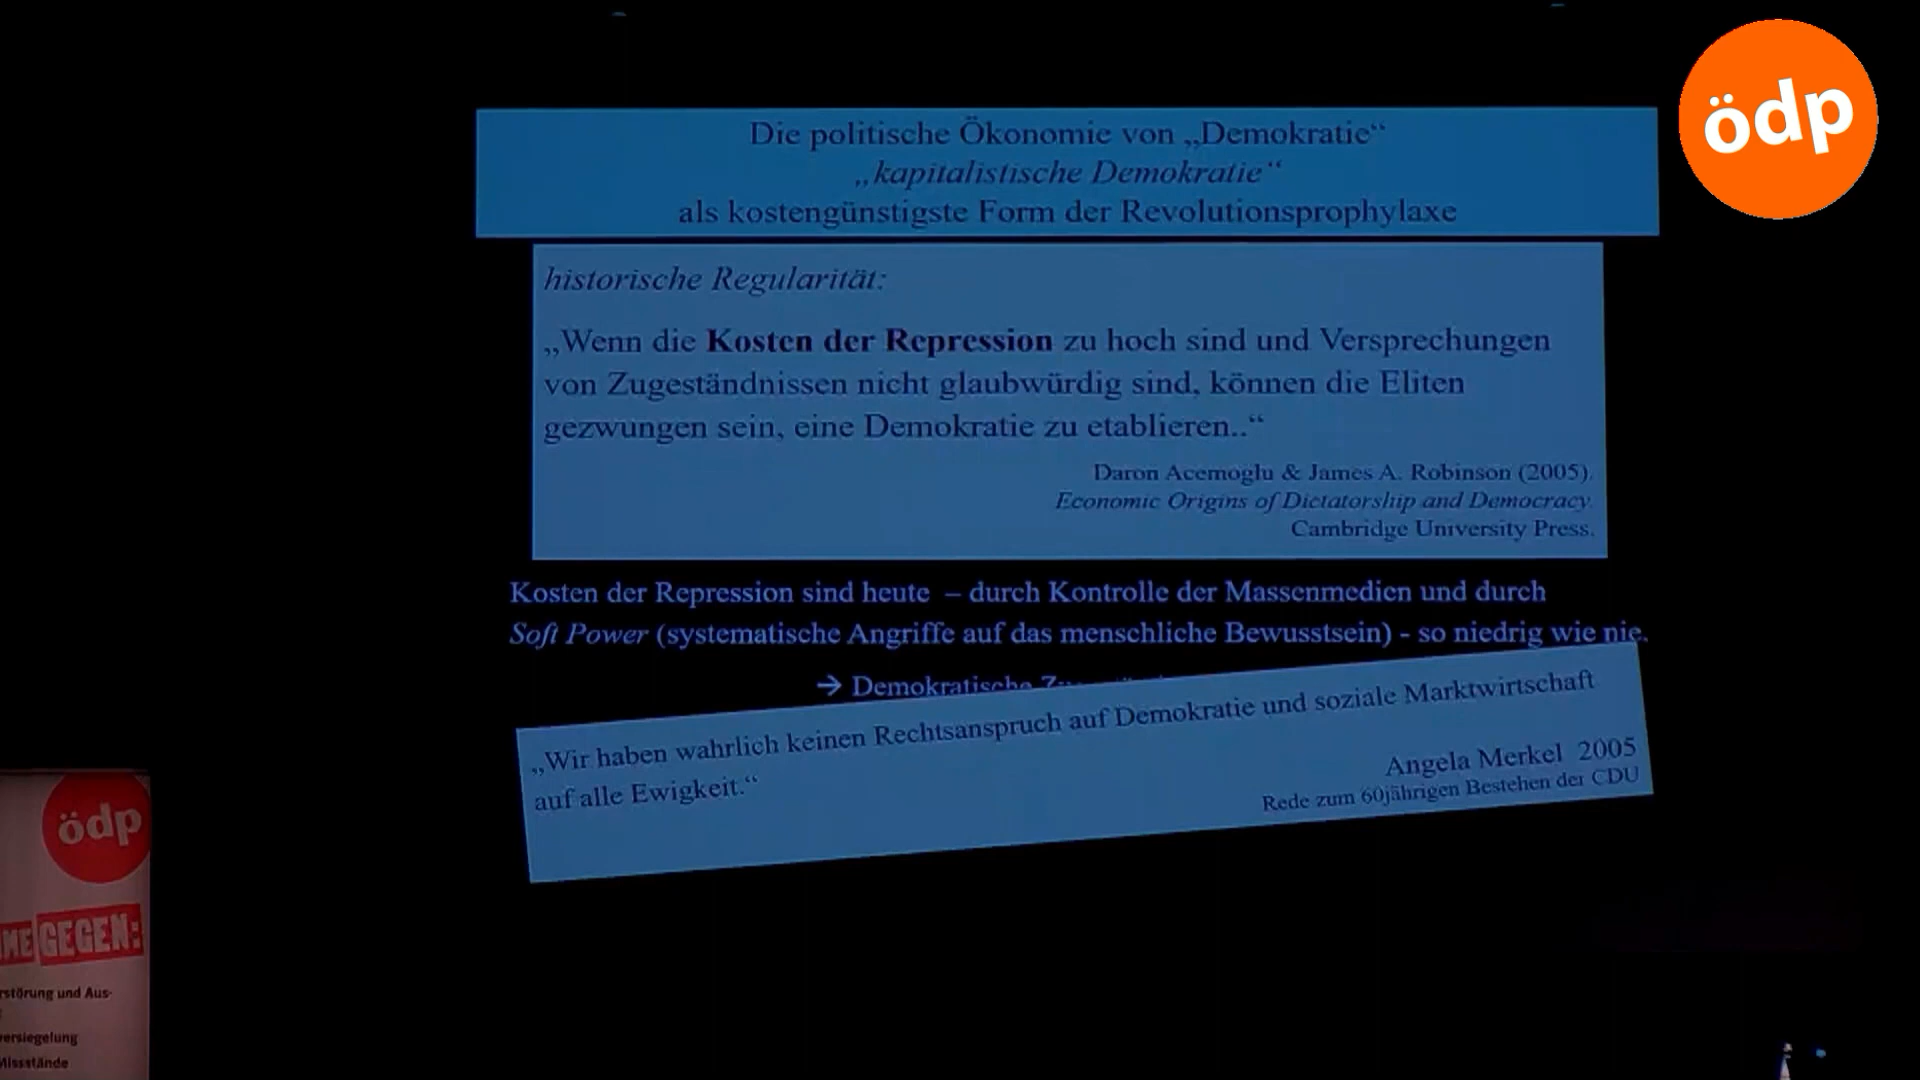 ödp
Die politische Ökonomie von „Demokratie“
„kapitalistische Demokratie“
als kostengünstigste Form der Revolutionsprophylaxe
historische Regularität:
„Wenn die Kosten der Repression zu hoch sind und Versprechungen
von Zugeständnissen nicht glaubwürdig sind, können die Eliten
gezwungen sein, eine Demokratie zu etablieren..“
Daron Acemoglu & James A. Robinson (2005).
Economic Origins of Dictatorship and Democracy.
Cambridge University Press.
Kosten der Repression sind heute – durch Kontrolle der Massenmedien und durch
Soft Power (systematische Angriffe auf das menschliche Bewusstsein) - so niedrig wie nie.
→ Demokratische
„Wir haben wahrlich keinen Rechtsanspruch auf Demokratie und soziale Marktwirtschaft
auf alle Ewigkeit.“
Angela Merkel 2005
Rede zum 60jährigen Bestehen der CDU
ödp
GEGEN:
und Aus-